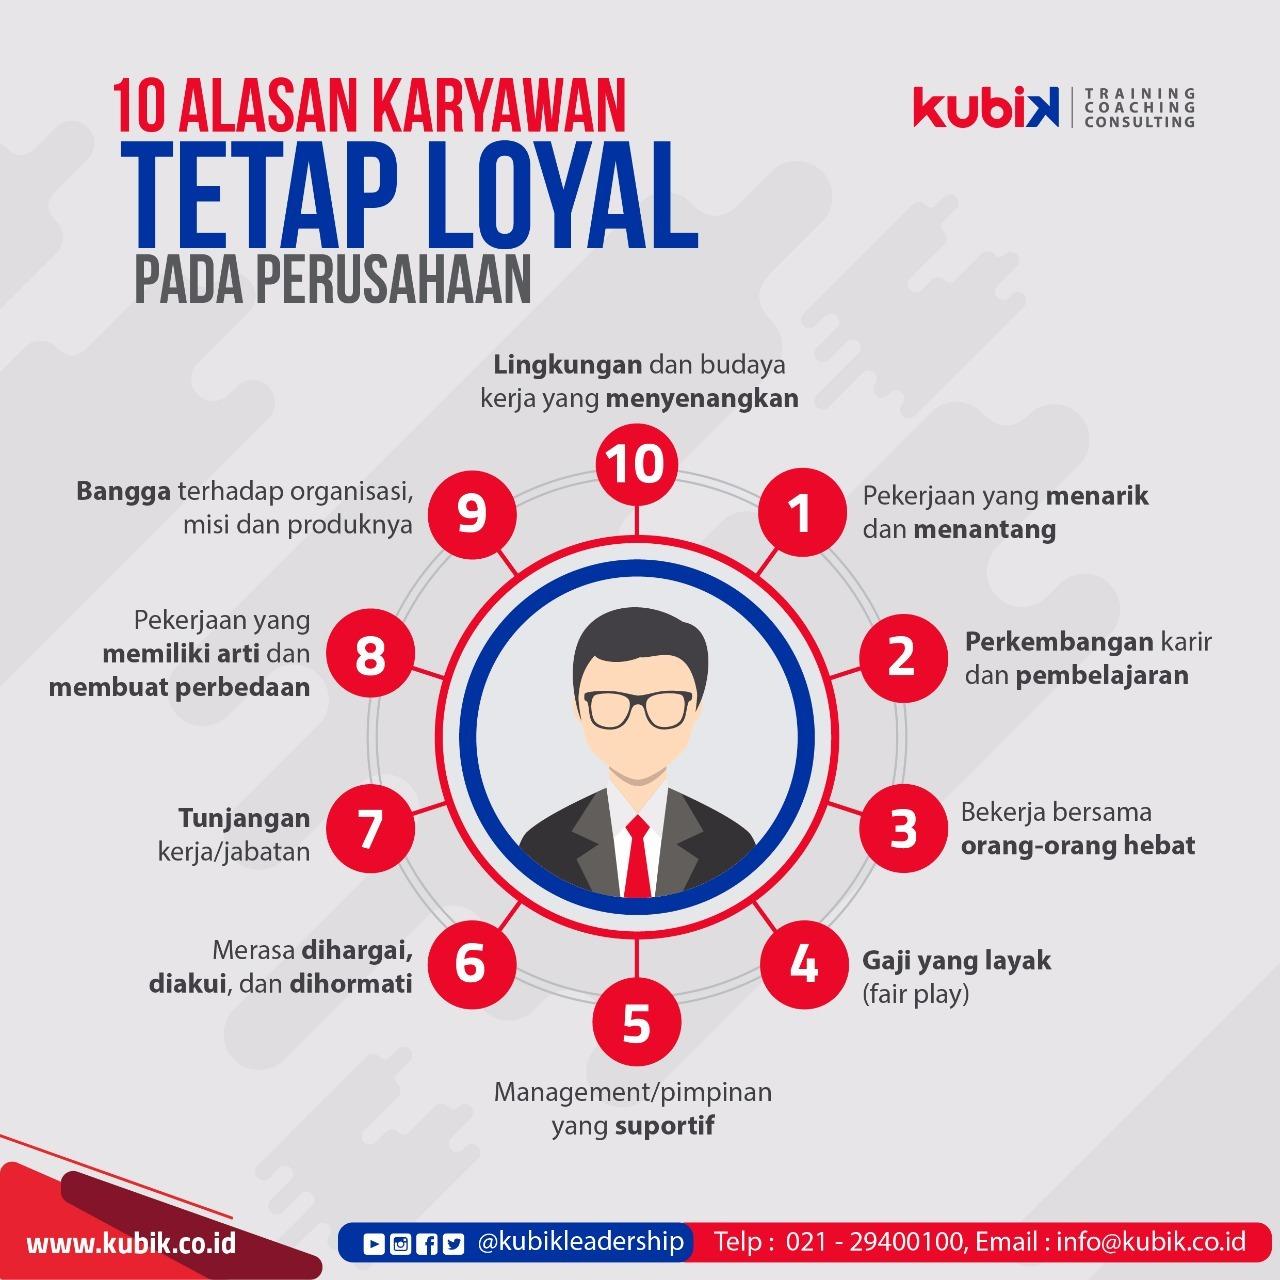 10 ALASAN KARYAWAN
TETAP LOYAL
PADA PERUSAHAAN
kubik
TRAINING
COACHING
CONSULTING
Lingkungan dan budaya
kerja yang menyenangkan
10
1
Pekerjaan yang menarik
dan menantang
2
Perkembangan karir
dan pembelajaran
3
Bekerja bersama
orang-orang hebat
4
Gaji yang layak
(fair play)
5
Management/pimpinan
yang suportif
6
Merasa dihargai,
diakui, dan dihormati
7
Tunjangan
kerja/jabatan
8
Pekerjaan yang
memiliki arti dan
membuat perbedaan
9
Bangga terhadap organisasi,
misi dan produknya
www.kubik.co.id
@kubikleadership
Telp : 021 - 29400100, Email : info@kubik.co.id